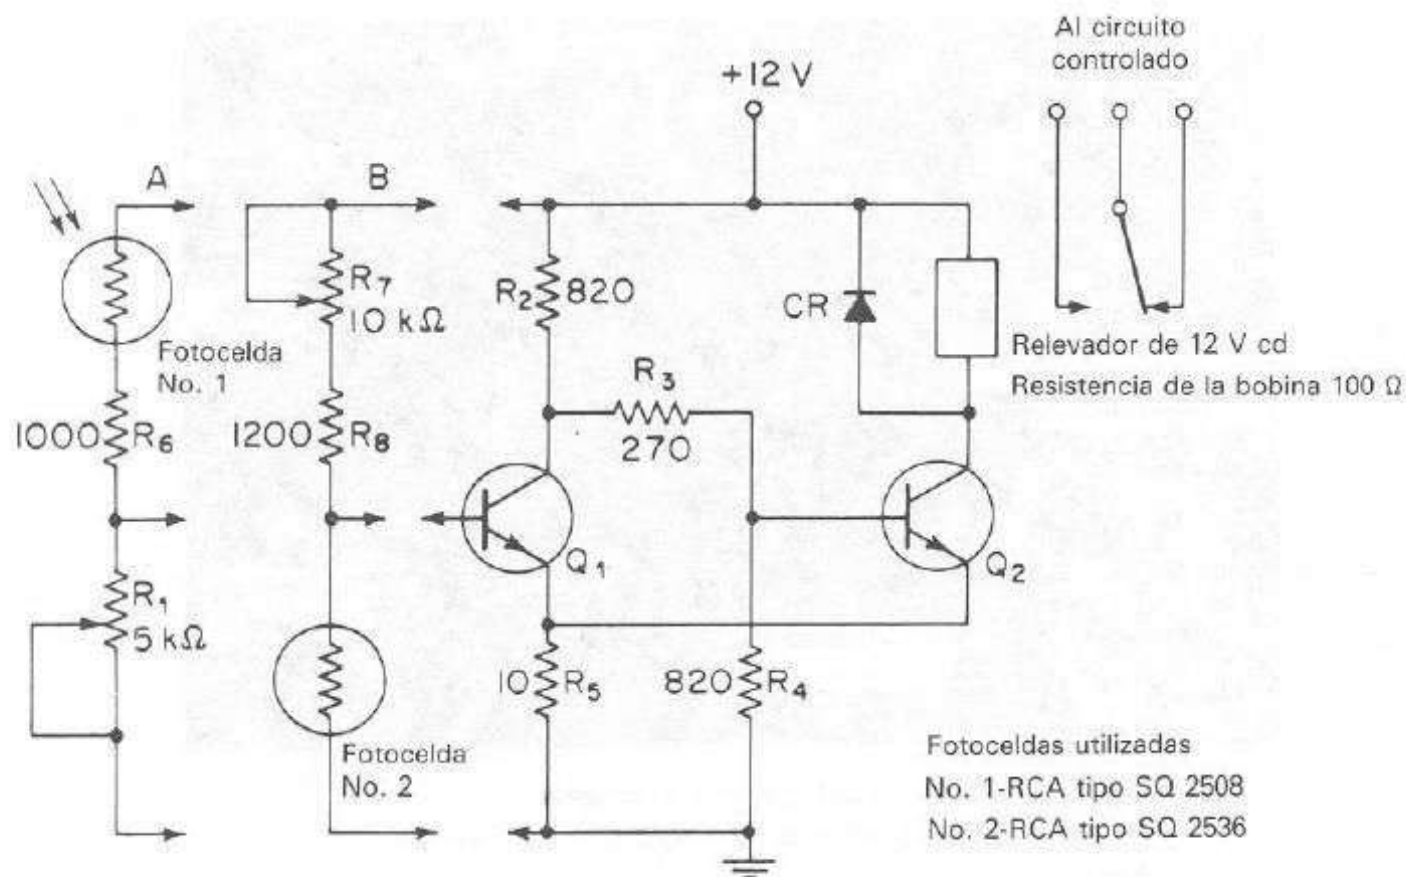 Al circuito
controlado
+12 V
A
B
R7
10 kΩ
R2 820
CR
Fotocelda
No. 1
Relevador de 12 V cd
Resistencia de la bobina 100 Ω
R3
270
1000 R6
1200 R8
Q1
Q2
R1
5 kΩ
10 R5
820 R4
Fotocelda
No. 2
Fotoceldas utilizadas
No. 1-RCA tipo SQ 2508
No. 2-RCA tipo SQ 2536